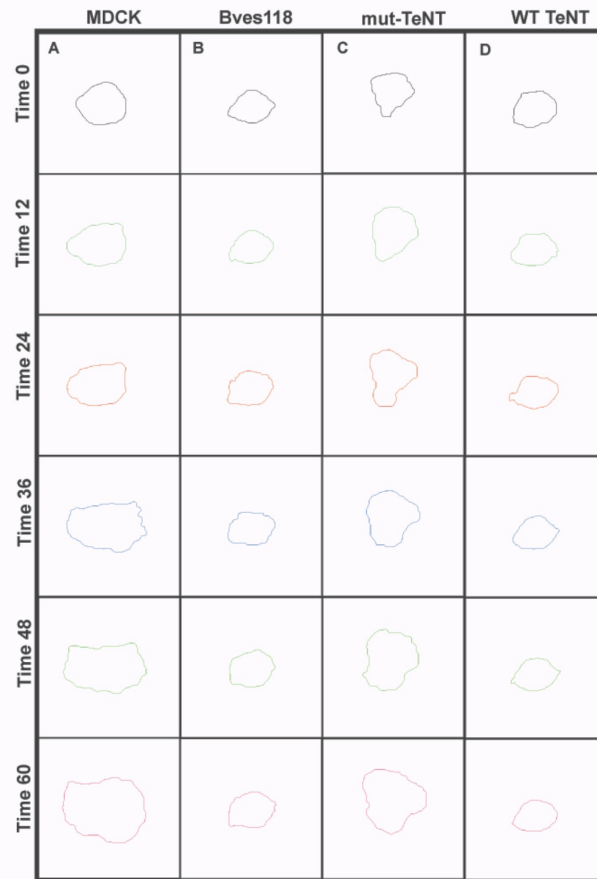 MDCK Bves118 mut-TeNT WT TeNT
A B C D
Time 0
Time 12
Time 24
Time 36
Time 48
Time 60